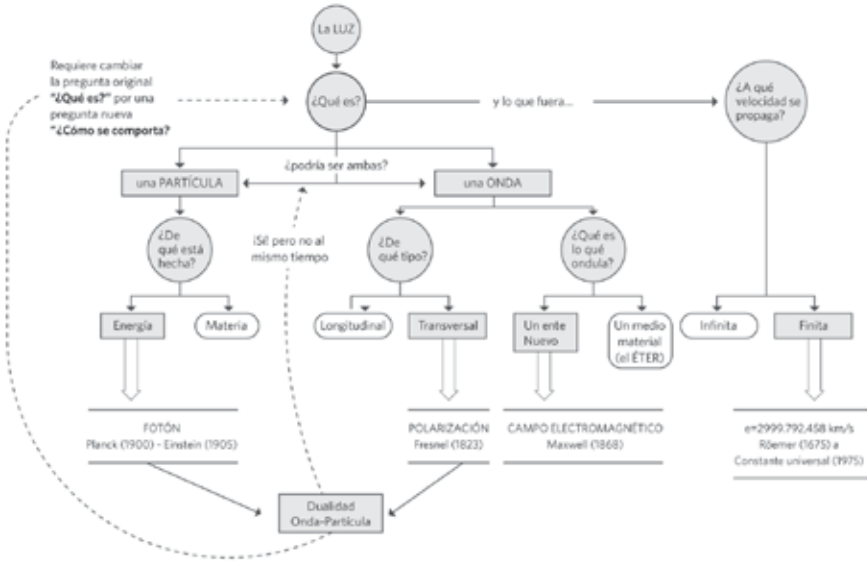 La LUZ
Requiere cambiar
la pregunta original
"¿Qué es?" por una
pregunta nueva
"¿Cómo se comporta?
¿Qué es?
y lo que fuera...
¿A qué
velocidad se
propaga?
¿podría ser ambas?
una PARTÍCULA
una ONDA
¿De
qué está
hecha?
¡Sí! pero no al
mismo tiempo
¿De
qué tipo?
¿Qué es
lo qué
ondula?
Energía
Materia
Longitudinal
Transversal
Un ente
Nuevo
Un medio
material
(el ÉTER)
Infinita
Finita
FOTÓN
Planck (1900) - Einstein (1905)
POLARIZACIÓN
Fresnel (1823)
CAMPO ELECTROMAGNÉTICO
Maxwell (1868)
e=2999.792,458 km/s
Röemer (1675) a
Constante universal (1975)
Dualidad
Onda-Partícula